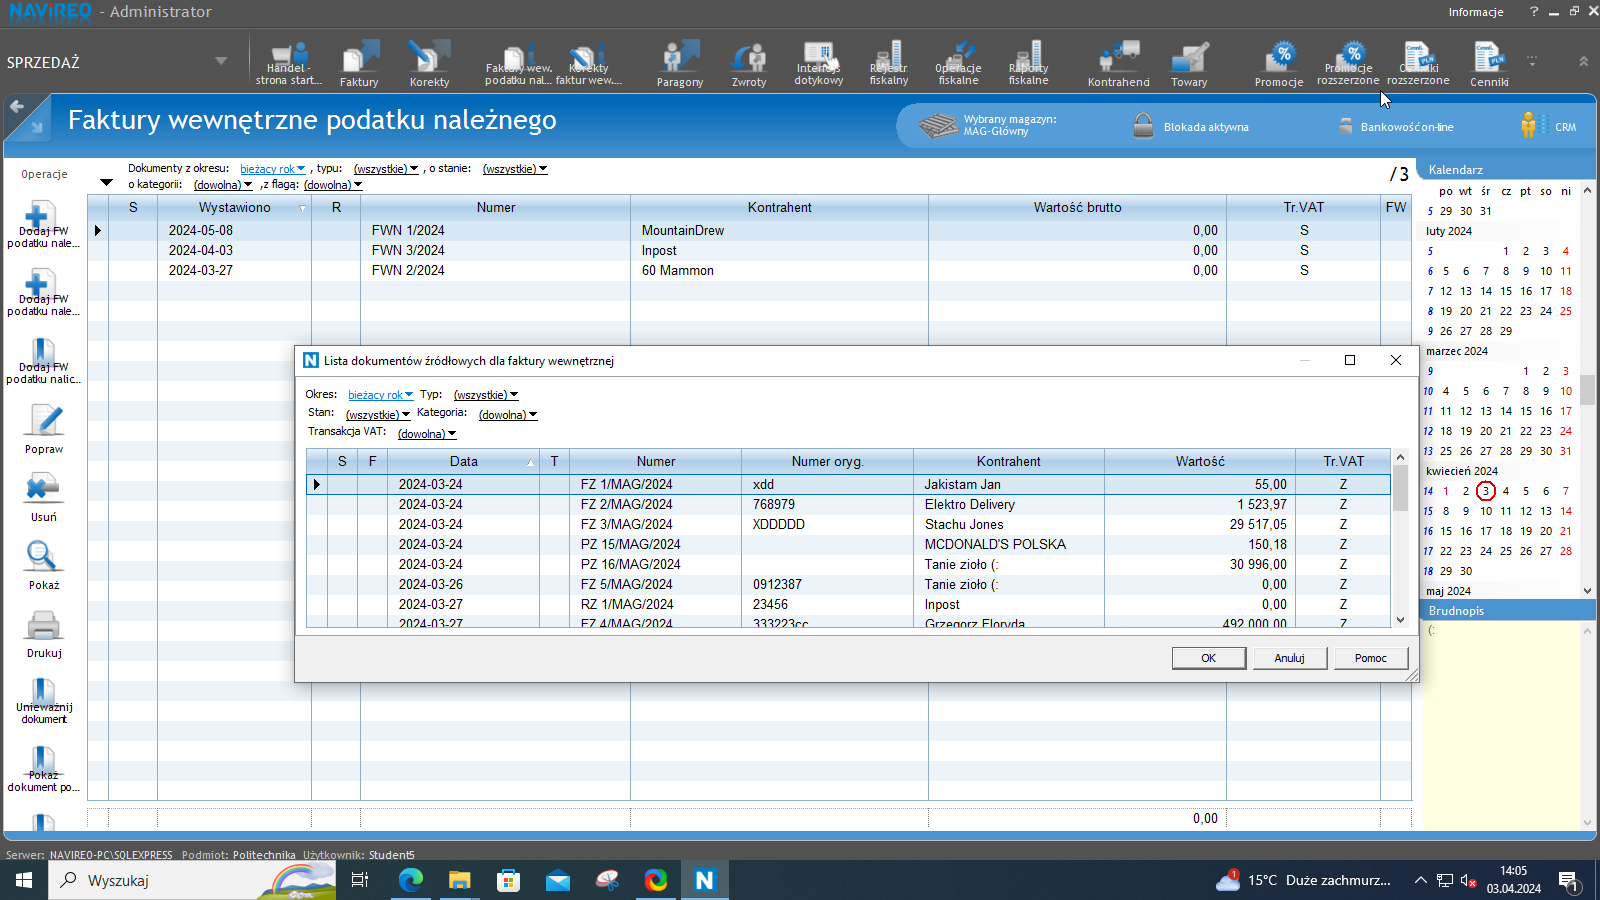 NAVIREO - Administrator
Informacje ?
SPRZEDAŻ
Handel - strona start...
Faktury
Korekty
Faktury wew. podatku nal...
Korekty faktur wew....
Paragony
Zwroty
Intensja dotykowy
Rejestr fiskalny
Operacje fiskalne
Raporty fiskalne
Kontrahenci
Towary
Promocje
Promocje rozszerzone
Cenniki rozszerzone
Cenniki
Faktury wewnętrzne podatku należnego
Wybrany magazyn:
MAG-Główny
Blokada aktywna
Bankowość on-line
CRM
Operacje
Dokumenty z okresu: bieżący rok , typu: (wszystkie) , o stanie: (wszystkie)
o kategorii: (dowolna) ,z flagą: (dowolna)
/3
S Wystawiono R Numer Kontrahent Wartość brutto Tr.VAT FW
2024-05-08 FWN 1/2024 MountainDrew 0,00 S
2024-04-03 FWN 3/2024 Inpost 0,00 S
2024-03-27 FWN 2/2024 60 Mammon 0,00 S
0,00
Dodaj FW
podatku nale...
Dodaj FW
podatku nale...
Dodaj FW
podatku nalic...
Popraw
Usuń
Pokaż
Drukuj
Unieważnij
dokument
Pokaż
dokument po...
Lista dokumentów źródłowych dla faktury wewnętrznej
Okres: bieżący rok Typ: (wszystkie)
Stan: (wszystkie) Kategoria: (dowolna)
Transakcja VAT: (dowolna)
S F Data T Numer Numer oryg. Kontrahent Wartość Tr.VAT
2024-03-24 FZ 1/MAG/2024 xdd Jakistam Jan 55,00 Z
2024-03-24 FZ 2/MAG/2024 768979 Elektro Delivery 1 523,97 Z
2024-03-24 FZ 3/MAG/2024 XDDDDD Stachu Jones 29 517,05 Z
2024-03-24 PZ 15/MAG/2024 MCDONALD'S POLSKA 150,18 Z
2024-03-24 PZ 16/MAG/2024 Tanie zioło (: 30 996,00 Z
2024-03-26 FZ 5/MAG/2024 0912387 Tanie zioło (: 0,00 Z
2024-03-27 RZ 1/MAG/2024 23456 Inpost 0,00 Z
2024-03-27 FZ 4/MAG/2024 333223cc Grzegorz Floryda 492 000,00 Z
OK Anuluj Pomoc
Kalendarz
po wt śr cz pt so ni
5 29 30 31
luty 2024
5 1 2 3 4
6 5 6 7 8 9 10 11
7 12 13 14 15 16 17 18
8 19 20 21 22 23 24 25
9 26 27 28 29
marzec 2024
9 1 2 3
10 4 5 6 7 8 9 10
11 11 12 13 14 15 16 17
12 18 19 20 21 22 23 24
13 25 26 27 28 29 30 31
kwiecień 2024
14 1 2 3 4 5 6 7
15 8 9 10 11 12 13 14
16 15 16 17 18 19 20 21
17 22 23 24 25 26 27 28
18 29 30
maj 2024
Brudnopis
(:
Serwer: NAVIREO-PC\SQLEXPRESS Podmiot: Politechnika Użytkownik: Student5
Wyszukaj
1
15°C Duże zachmurz...
14:05
03.04.2024
1